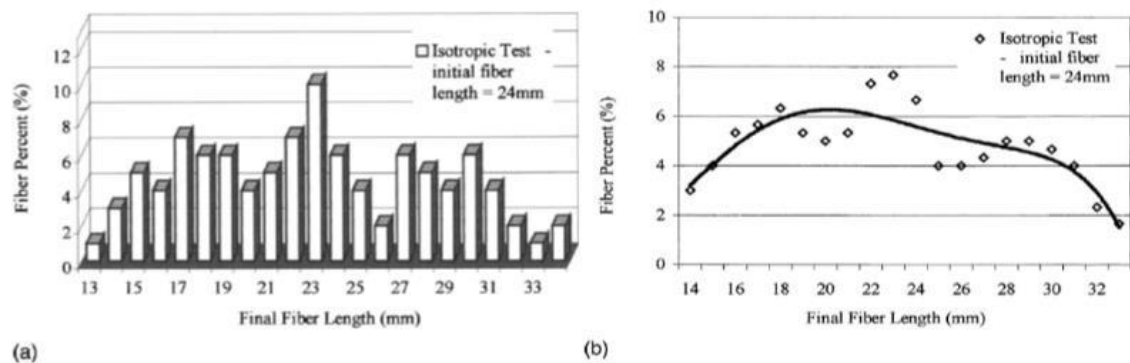 12
10
8
6
4
2
0
Fiber Percent (%)
Isotropic Test -
initial fiber
length = 24mm
13 15 17 19 21 23 25 27 29 31 33
Final Fiber Length (mm)
(a)
10
8
6
4
2
0
Fiber Percent (%)
Isotropic Test
- initial fiber
length = 24mm
14 16 18 20 22 24 26 28 30 32
Final Fiber Length (mm)
(b)